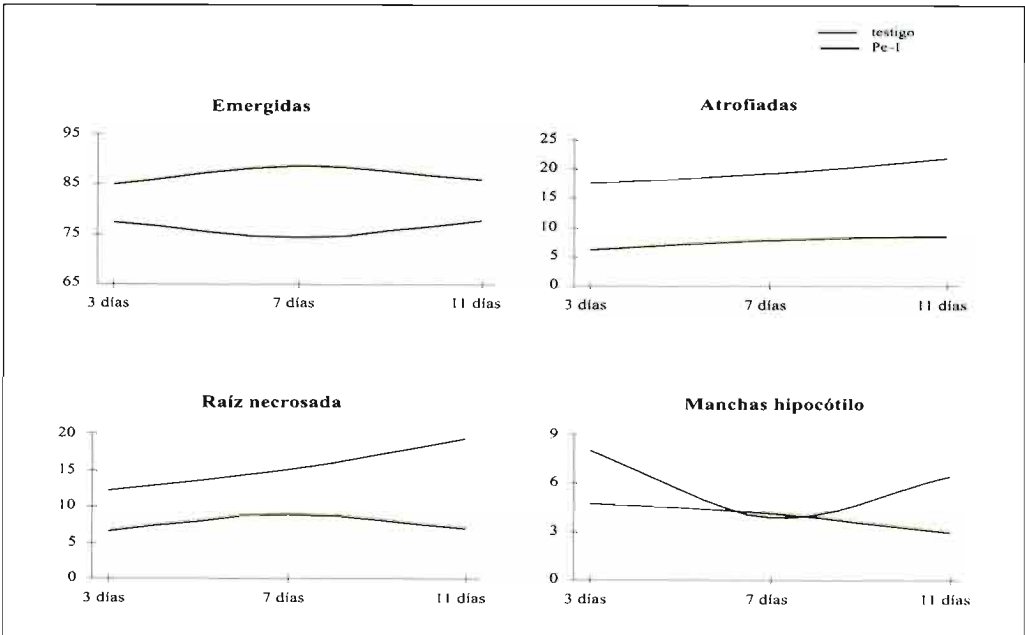 testigo
Pe-1
Emergidas
95
85
75
65
3 días 7 días 11 días
Atrofiadas
25
20
15
10
5
0
3 días 7 días 11 días
Raíz necrosada
20
15
10
5
0
3 días 7 días 11 días
Manchas hipocótilo
9
6
3
0
3 días 7 días 11 días